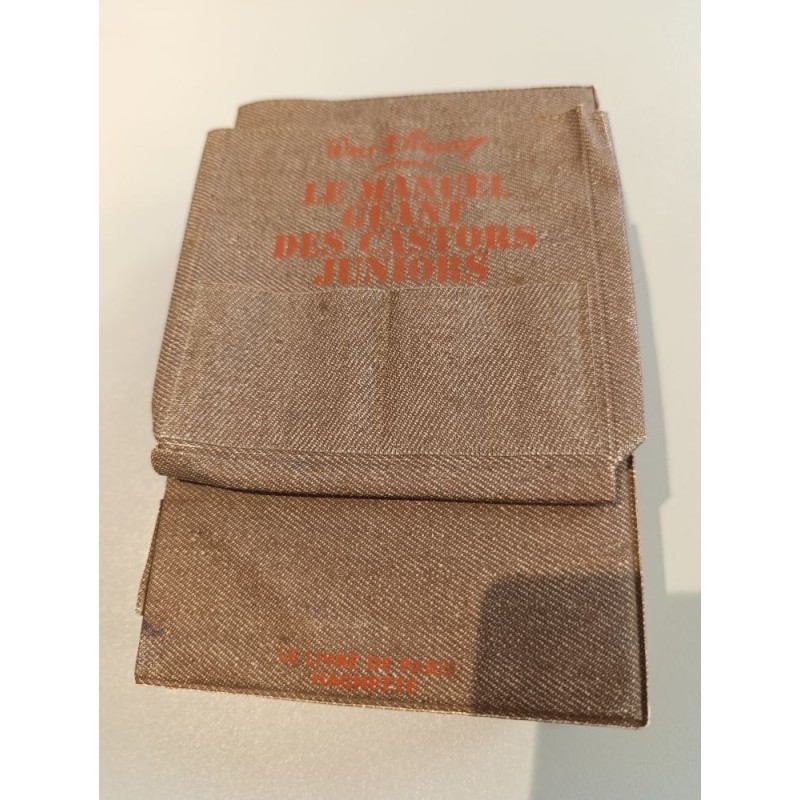 Walt Disney
LE MANUEL
GÉANT
DES CASTORS
JUNIORS
LE LIVRE DE PARIS
HACHETTE